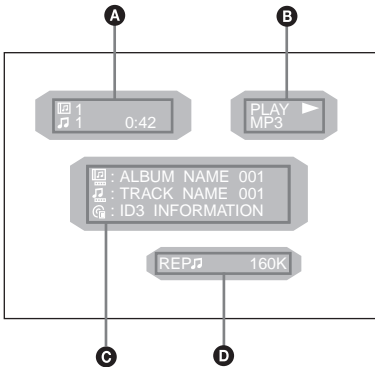 A
B
1
1 0:42
PLAY
MP3
: ALBUM NAME 001
: TRACK NAME 001
: ID3 INFORMATION
REP♫ 160K
C
D